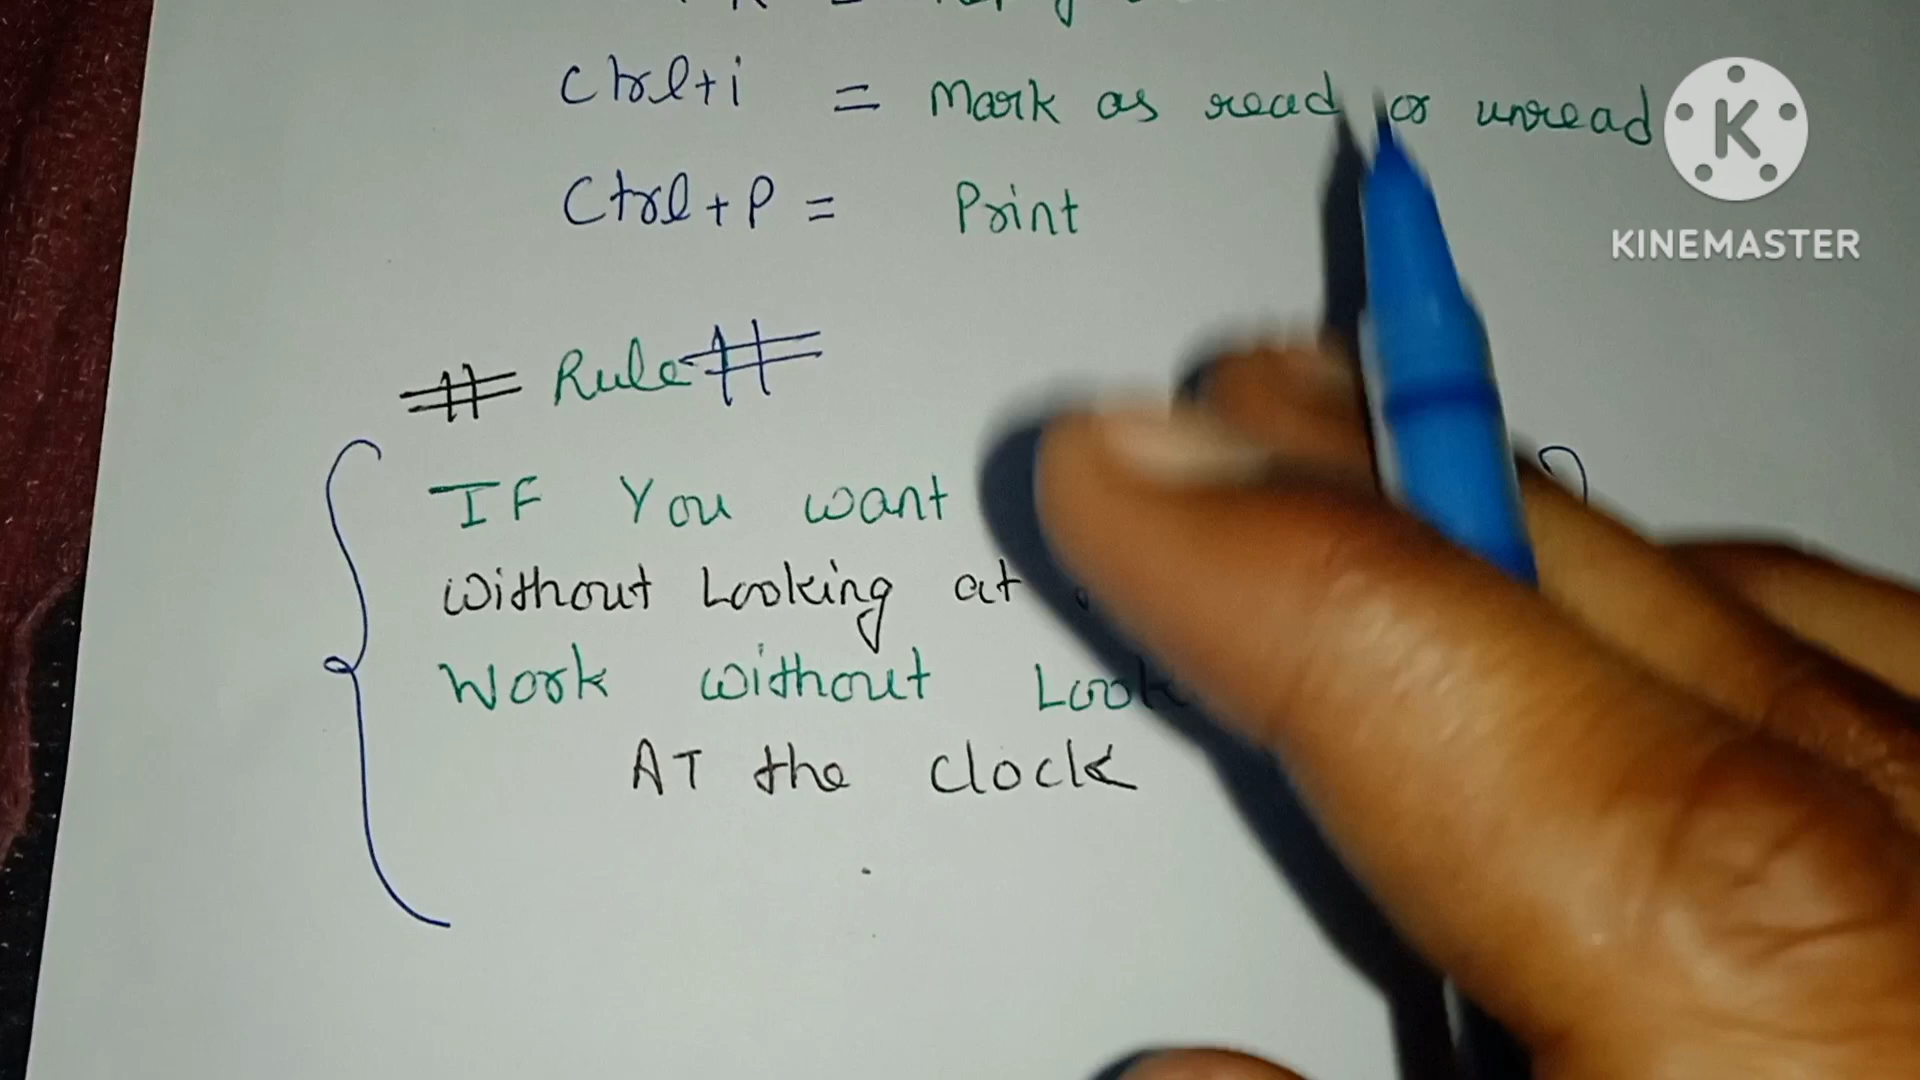 Ctrl+i = Mark as read or unread
Ctrl+P = Print
K
KINEMASTER
# Rule #
IF You want
without Looking at
Work without Look
AT the clock